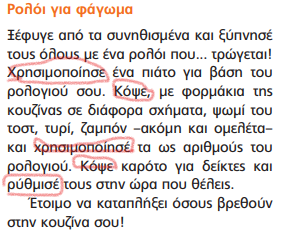 Ρολόι για φάγωμα
Ξέφυγε από τα συνηθισμένα και ξύπνησέ
τους όλους με ένα ρολόι που... τρώγεται!
Χρησιμοποίησε ένα πιάτο για βάση του
ρολογιού σου. Κόψε, με φορμάκια της
κουζίνας σε διάφορα σχήματα, ψωμί του
τοστ, τυρί, ζαμπόν –ακόμη και ομελέτα–
και χρησιμοποίησέ τα ως αριθμούς του
ρολογιού. Κόψε καρότο για δείκτες και
ρύθμισέ τους στην ώρα που θέλεις.
Έτοιμο να καταπλήξει όσους βρεθούν
στην κουζίνα σου!